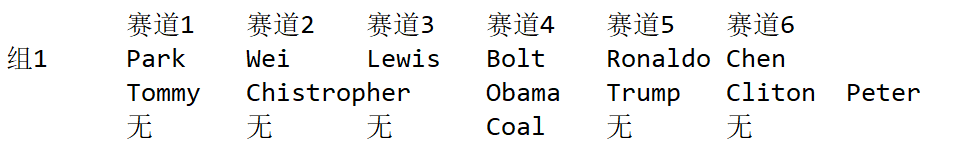 赛道1 赛道2 赛道3 赛道4 赛道5 赛道6
组1 Park Wei Lewis Bolt Ronaldo Chen
Tommy Chistropher Obama Trump Cliton Peter
无 无 无 Coal 无 无